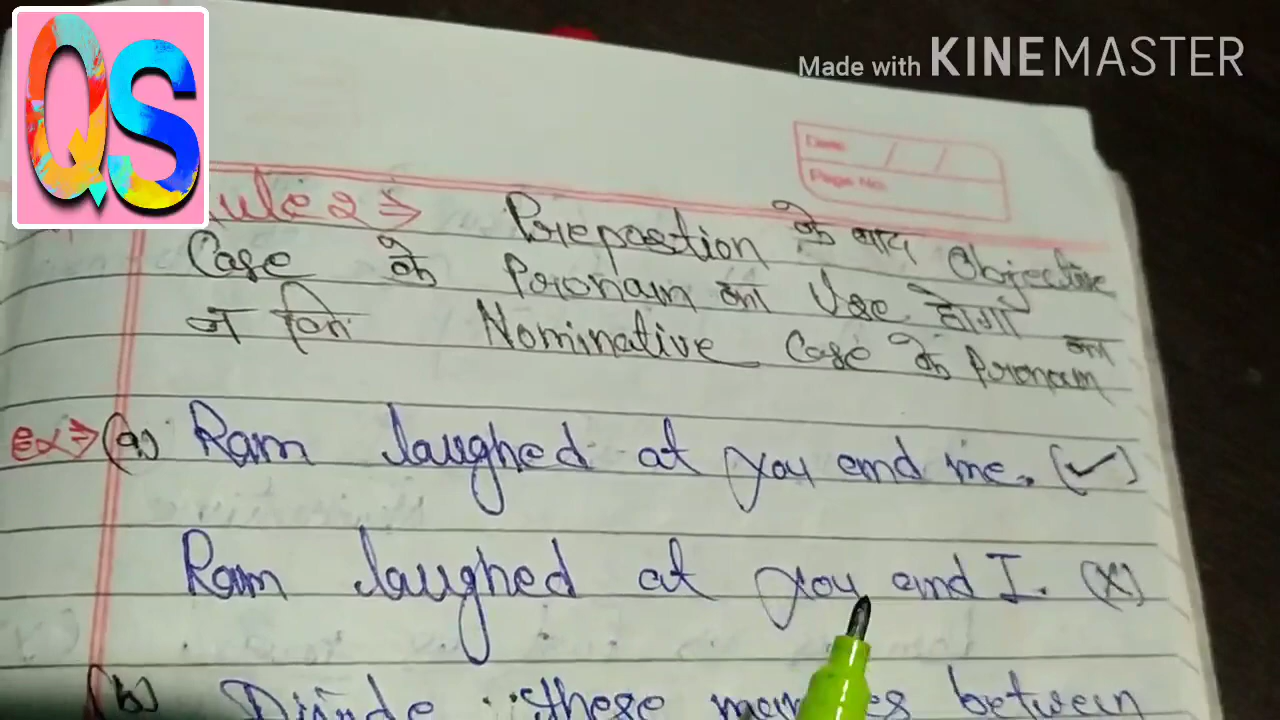 QS
Made with KINEMASTER
Date
Page No.
Rule 2 ⇒ Prepostion के बाद Objective
Case के Pronoun का Use होगा
न कि Nominative Case के Pronoun का
ex⇒ (a) Ram laughed at you and me. (✓)
Ram laughed at you and I. (X)
(b) Divide these between